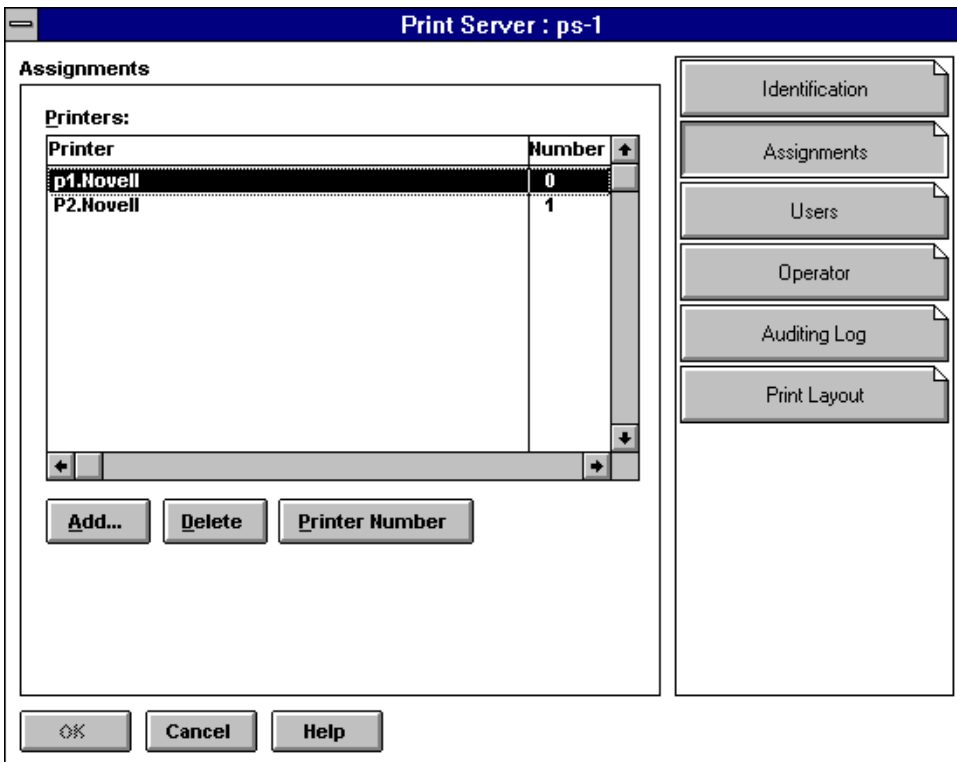 Print Server : ps-1
Assignments
Printers:
Printer Number
p1.Novell 0
P2.Novell 1
Add... Delete Printer Number
OK Cancel Help
Identification
Assignments
Users
Operator
Auditing Log
Print Layout